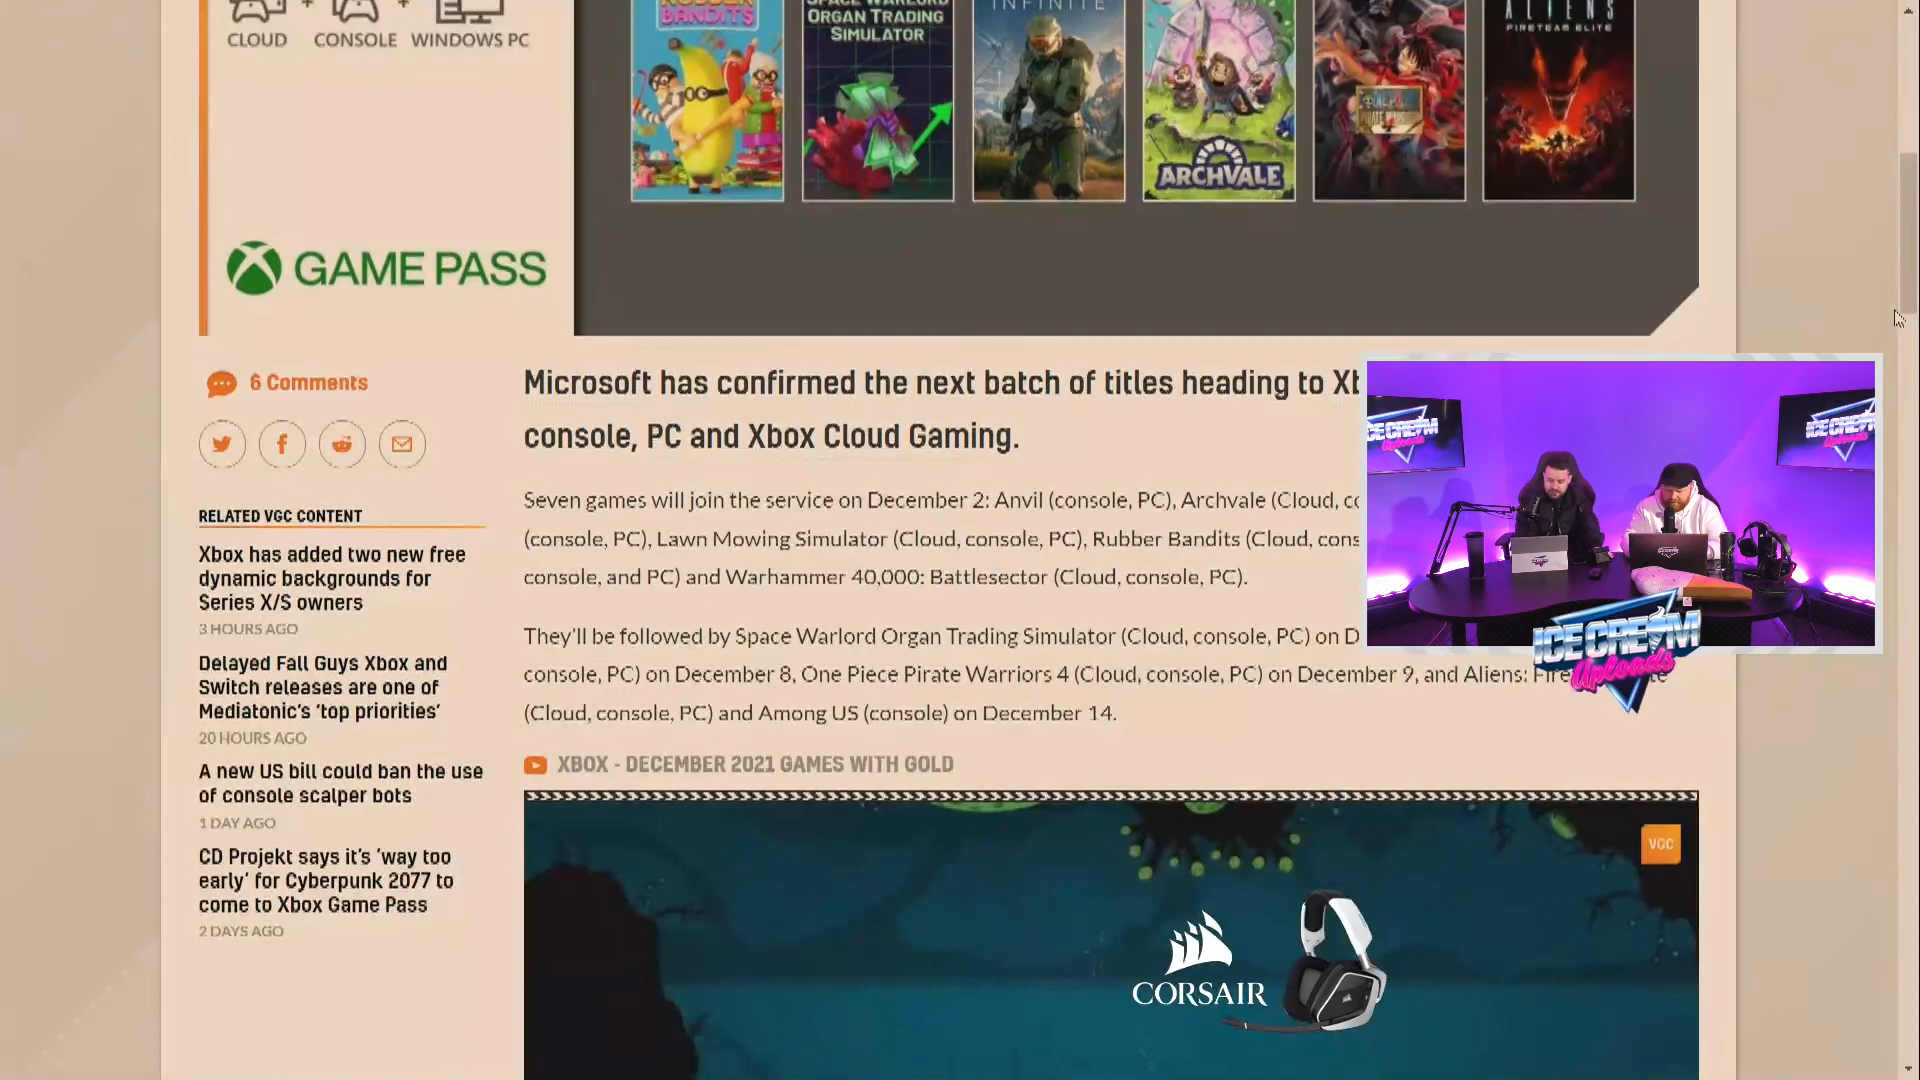 CLOUD + CONSOLE + WINDOWS PC
BANDITS
SPACE WARLORD
ORGAN TRADING
SIMULATOR
INFINITE
ARCHVALE
ALIENS
FIRETEAM ELITE
GAME PASS
6 Comments
Microsoft has confirmed the next batch of titles heading to
console, PC and Xbox Cloud Gaming.
Seven games will join the service on December 2: Anvil (console, PC), Archvale (Cloud,
(console, PC), Lawn Mowing Simulator (Cloud, console, PC), Rubber Bandits (Cloud,
console, and PC) and Warhammer 40,000: Battlesector (Cloud, console, PC).
They'll be followed by Space Warlord Organ Trading Simulator (Cloud, console, PC) on
console, PC) on December 8, One Piece Pirate Warriors 4 (Cloud, console, PC) on December 9, and Aliens:
(Cloud, console, PC) and Among US (console) on December 14.
XBOX - DECEMBER 2021 GAMES WITH GOLD
RELATED VGC CONTENT
Xbox has added two new free
dynamic backgrounds for
Series X/S owners
3 HOURS AGO
Delayed Fall Guys Xbox and
Switch releases are one of
Mediatonic's 'top priorities'
20 HOURS AGO
A new US bill could ban the use
of console scalper bots
1 DAY AGO
CD Projekt says it's 'way too
early' for Cyberpunk 2077 to
come to Xbox Game Pass
2 DAYS AGO
ICE CREAM
Uploads
VGC
CORSAIR